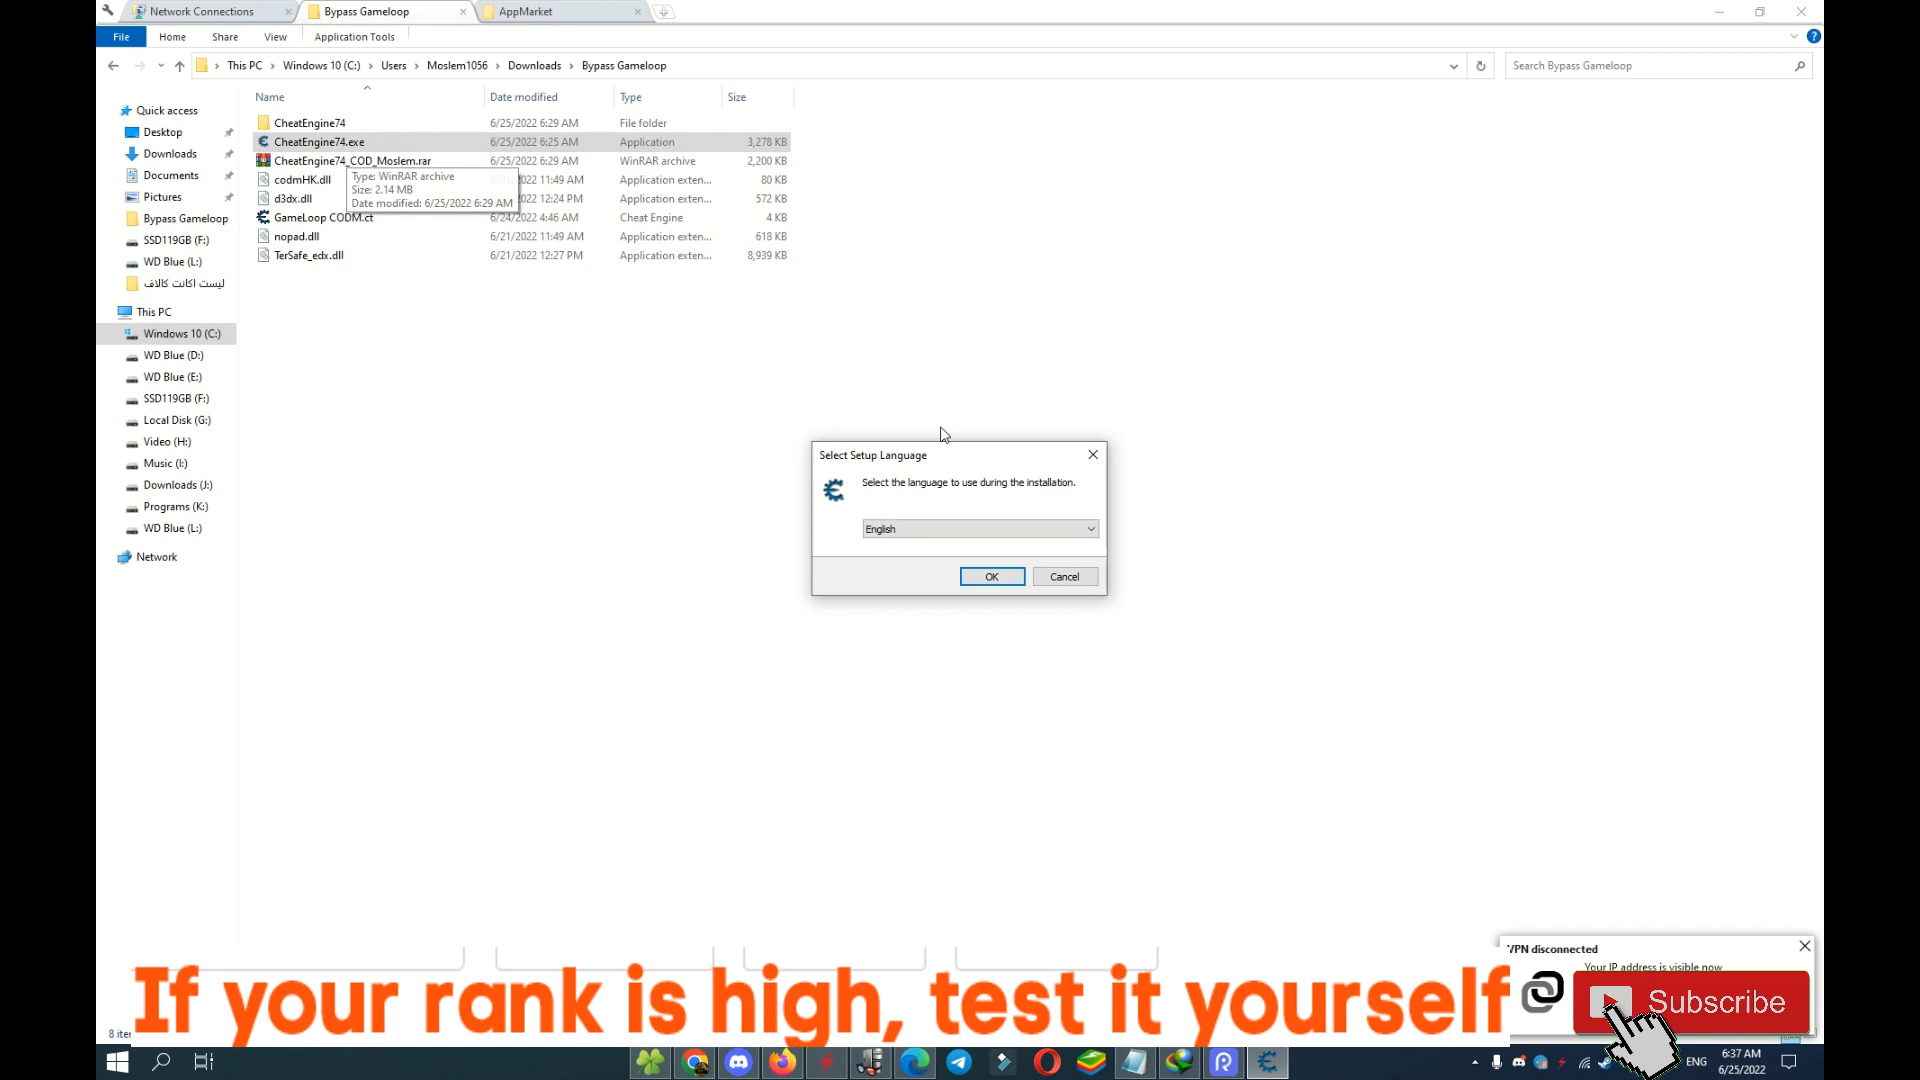 Network Connections
Bypass Gameloop
AppMarket
File
Home
Share
View
Application Tools
This PC
Windows 10 (C:)
Users
Moslem1056
Downloads
Bypass Gameloop
Search Bypass Gameloop
Name
Date modified
Type
Size
CheatEngine74
6/25/2022 6:29 AM
File folder
CheatEngine74.exe
6/25/2022 6:25 AM
Application
3,278 KB
CheatEngine74_COD_Moslem.rar
6/25/2022 6:29 AM
WinRAR archive
2,200 KB
codmHK.dll
022 11:49 AM
Application exten...
80 KB
d3dx.dll
022 12:24 PM
Application exten...
572 KB
GameLoop CODM.ct
6/24/2022 4:46 AM
Cheat Engine
4 KB
nopad.dll
6/21/2022 11:49 AM
Application exten...
618 KB
TerSafe_edx.dll
6/21/2022 12:27 PM
Application exten...
8,939 KB
Type: WinRAR archive
Size: 2.14 MB
Date modified: 6/25/2022 6:29 AM
Quick access
Desktop
Downloads
Documents
Pictures
Bypass Gameloop
SSD119GB (F:)
WD Blue (L:)
لیست اکانت کالاف
This PC
Windows 10 (C:)
WD Blue (D:)
WD Blue (E:)
SSD119GB (F:)
Local Disk (G:)
Video (H:)
Music (I:)
Downloads (J:)
Programs (K:)
WD Blue (L:)
Network
Select Setup Language
Select the language to use during the installation.
English
OK
Cancel
VPN disconnected
Your IP address is visible now
Subscribe
If your rank is high, test it yourself
8 iter
ENG
6:37 AM
6/25/2022